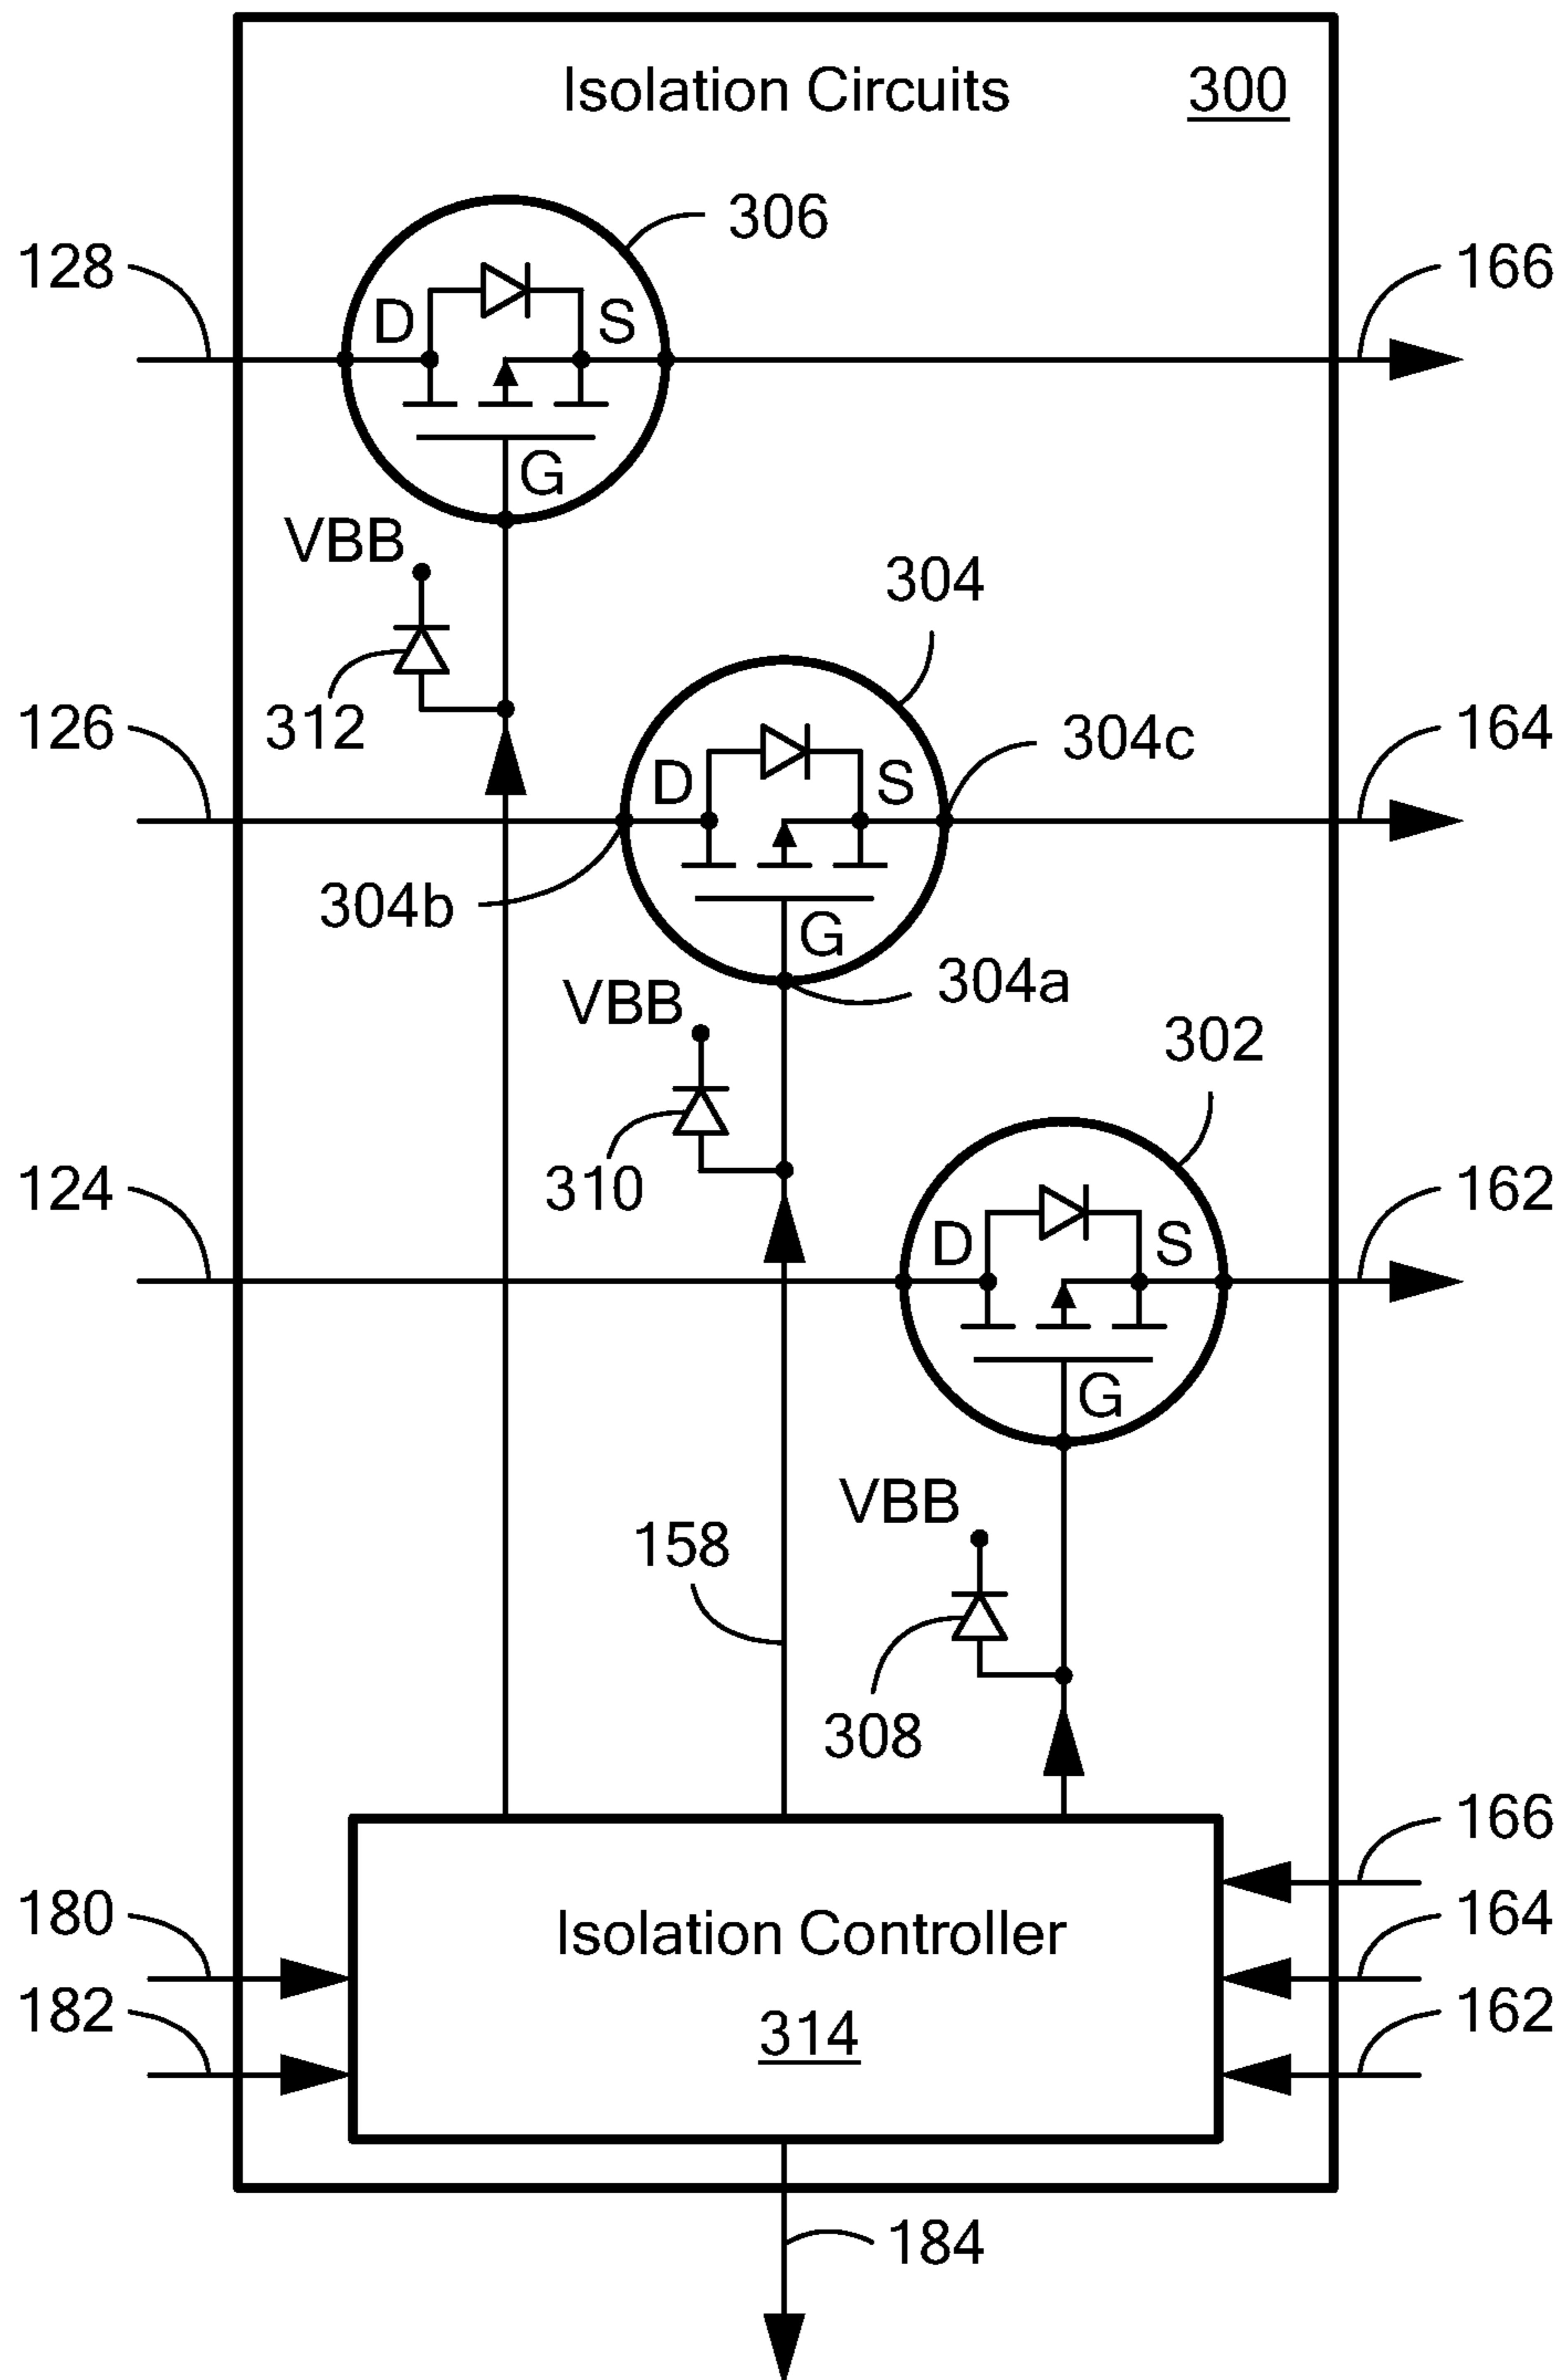 Isolation Circuits 300
306
128
166
D
S
G
VBB
304
312
126
164
304c
D
S
304b
G
304a
VBB
302
310
124
162
D
S
G
VBB
158
308
166
180
164
Isolation Controller
182
162
314
184